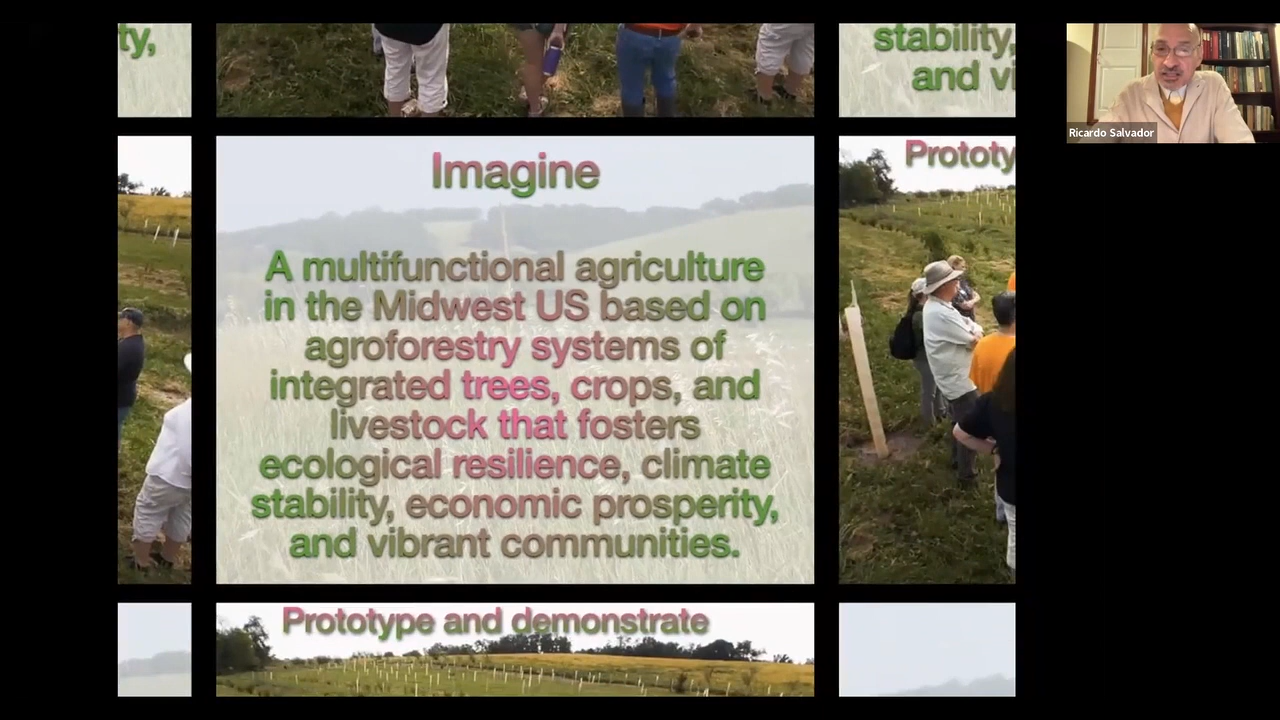 ty,
stability,
and vi
Ricardo Salvador
Imagine
A multifunctional agriculture
in the Midwest US based on
agroforestry systems of
integrated trees, crops, and
livestock that fosters
ecological resilience, climate
stability, economic prosperity,
and vibrant communities.
Prototy
Prototype and demonstrate